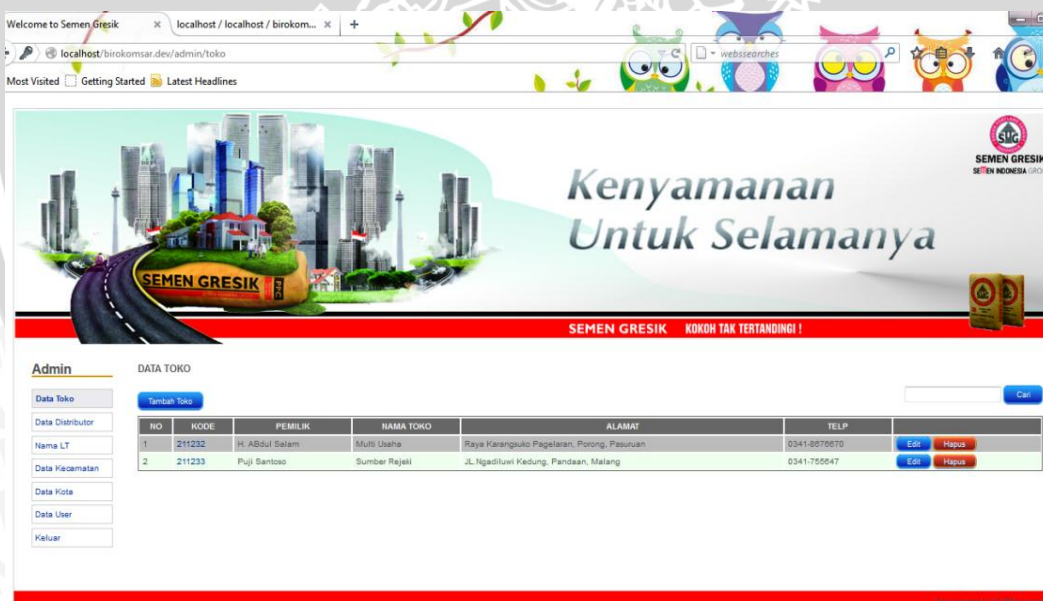 Welcome to Semen Gresik × localhost / localhost / birokom... × +
localhost/birokomsar.dev/admin/toko
webssearches
Most Visited Getting Started Latest Headlines
SMG
SEMEN GRESIK
SEMEN INDONESIA GRO
Kenyamanan
Untuk Selamanya
SEMEN GRESIK
PPC
SEMEN GRESIK KOKOH TAK TERTANDINGI !
Admin
Data Toko
Data Distributor
Nama LT
Data Kecamatan
Data Kota
Data User
Keluar
DATA TOKO
Tambah Toko
Cari
NO KODE PEMILIK NAMA TOKO ALAMAT TELP
1 211232 H. ABdul Salam Multi Usaha Raya Karangsuko Pagelaran, Porong, Pasuruan 0341-8676670 Edit Hapus
2 211233 Puji Santoso Sumber Rejeki JL.Ngadiluwi Kedung, Pandaan, Malang 0341-755647 Edit Hapus